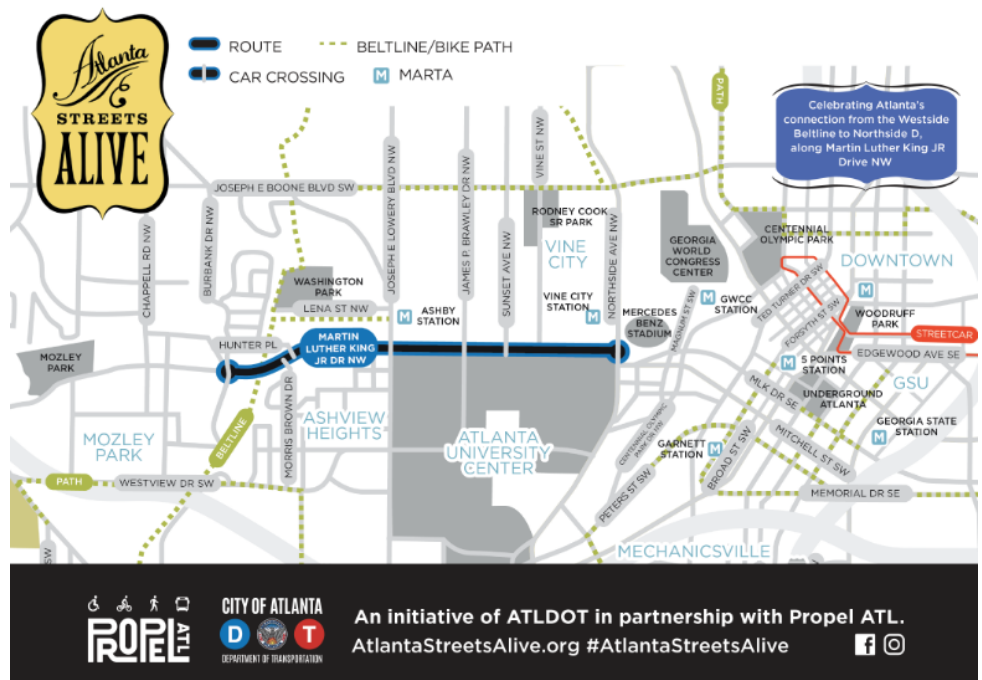 Atlanta
STREETS
ALIVE
ROUTE
BELTLINE/BIKE PATH
CAR CROSSING
M
MARTA
PATH
Celebrating Atlanta's
connection from the Westside
Beltline to Northside D,
along Martin Luther King JR
Drive NW
JOSEPH E BOONE BLVD SW
CHAPPELL RD NW
BURBANK DR NW
JOSEPH E LOWERY BLVD NW
JAMES P. BRAWLEY DR NW
SUNSET AVE NW
VINE ST NW
NORTHSIDE AVE NW
RODNEY COOK
SR PARK
VINE
CITY
GEORGIA
WORLD
CONGRESS
CENTER
CENTENNIAL
OLYMPIC PARK
DOWNTOWN
WASHINGTON
PARK
LENA ST NW
M
ASHBY
STATION
VINE CITY
STATION
M
MERCEDES
BENZ
STADIUM
MAGNUM ST SW
M
GWCC
STATION
TED TURNER DR SW
FORSYTH ST SW
M
WOODRUFF
PARK
STREETCAR
EDGEWOOD AVE SE
HUNTER PL
MARTIN
LUTHER KING
JR DR NW
MOZLEY
PARK
M
5 POINTS
STATION
GSU
UNDERGROUND
ATLANTA
MLK DR SE
GEORGIA STATE
STATION
M
MORRIS BROWN DR
ASHVIEW
HEIGHTS
ATLANTA
UNIVERSITY
CENTER
CENTENNIAL OLYMPIC
PARK DR NW
GARNETT
STATION
M
BROAD ST SW
MITCHELL ST SW
MOZLEY
PARK
BELTLINE
PATH
WESTVIEW DR SW
PETERS ST SW
MEMORIAL DR SE
SW
MECHANICSVILLE
PROPEL
ATL
CITY OF ATLANTA
D
T
DEPARTMENT OF TRANSPORTATION
An initiative of ATLDOT in partnership with Propel ATL.
AtlantaStreetsAlive.org #AtlantaStreetsAlive